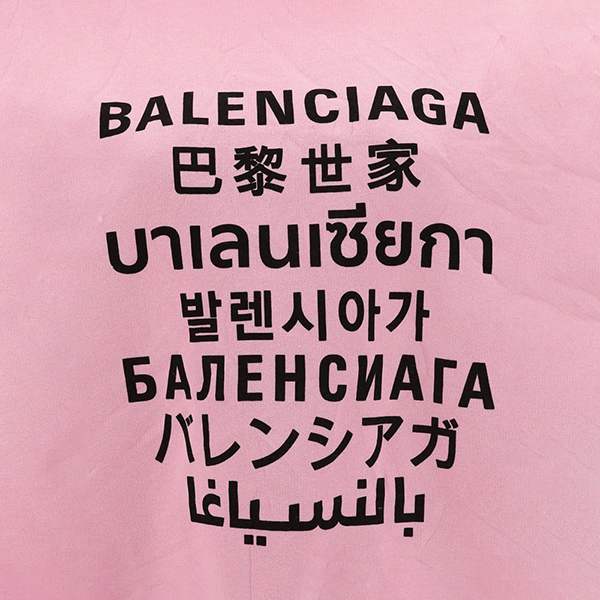 BALENCIAGA
巴黎世家
บาเลนเซียกา
발렌시아가
БАЛЕНСИАГА
バレンシアガ
بالنسياغا